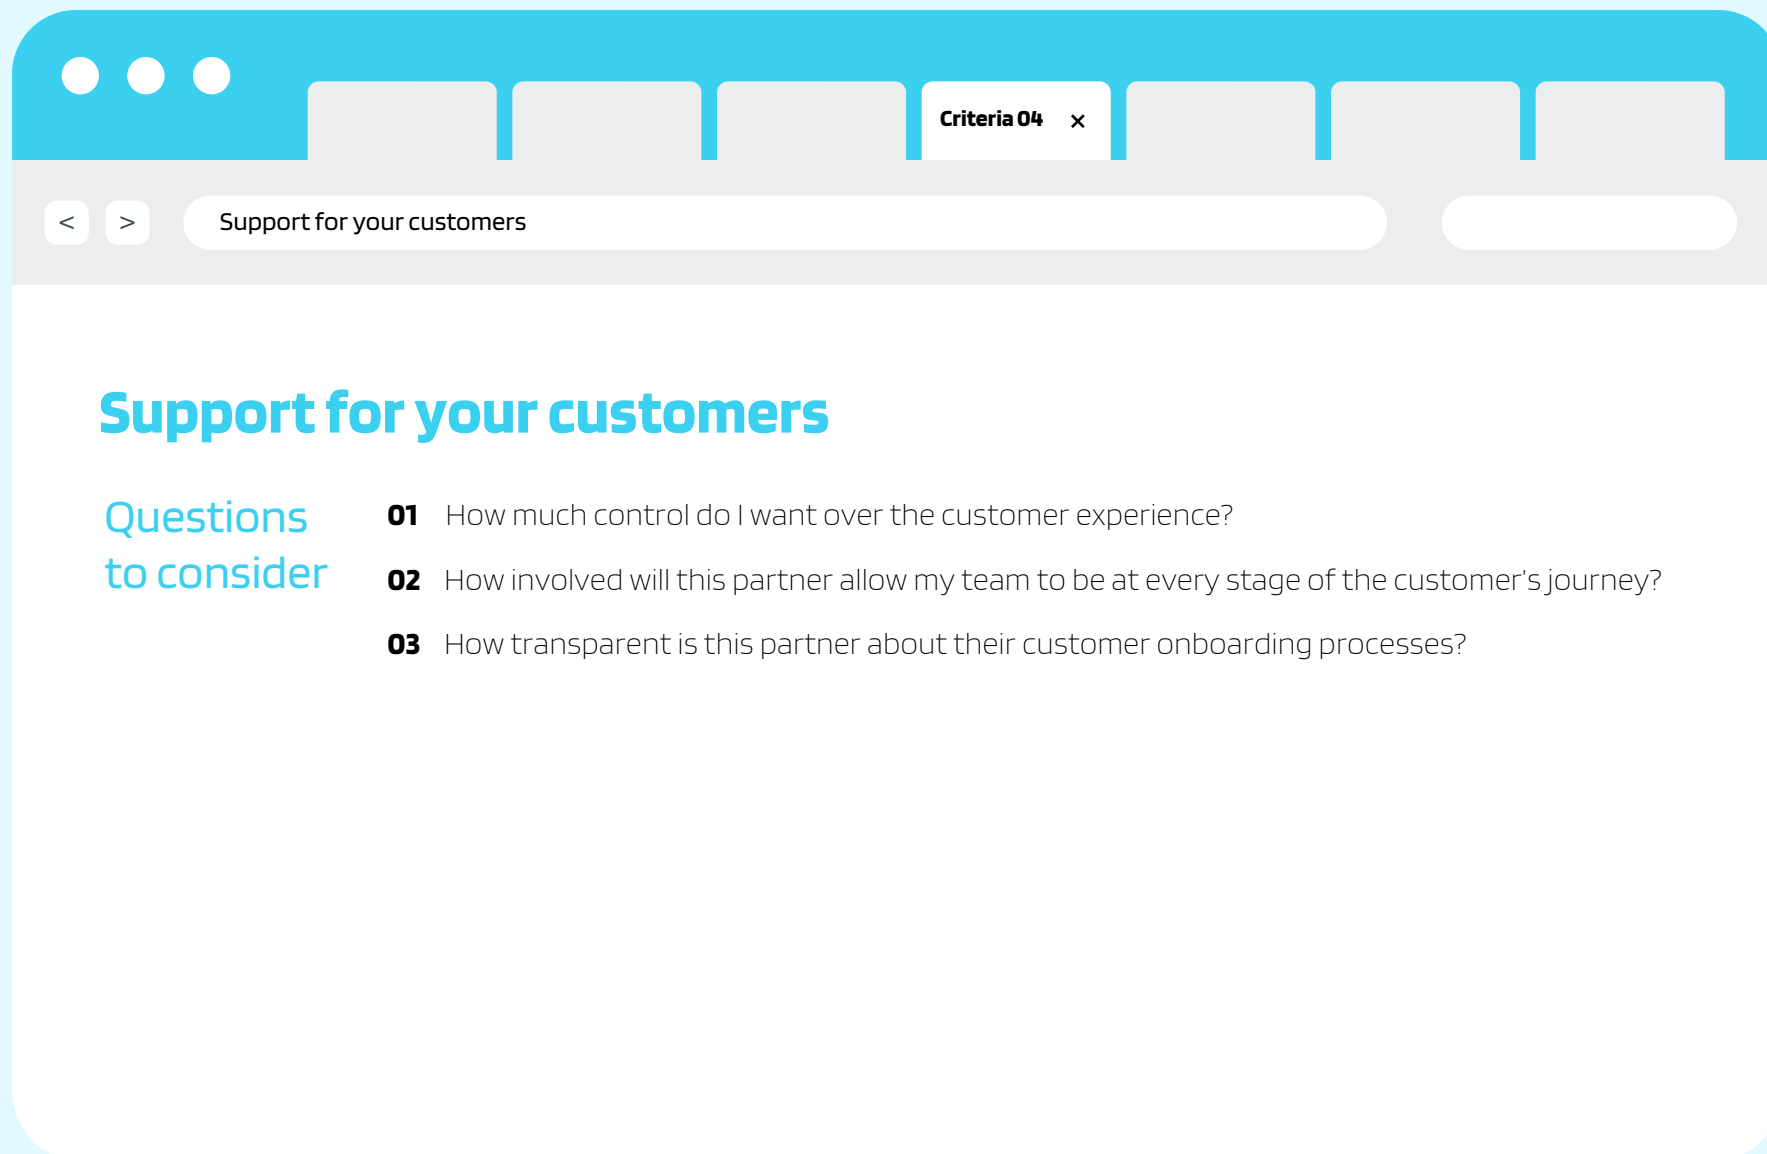 Criteria 04 ×
< > Support for your customers
Support for your customers
Questions
to consider
01 How much control do I want over the customer experience?
02 How involved will this partner allow my team to be at every stage of the customer’s journey?
03 How transparent is this partner about their customer onboarding processes?